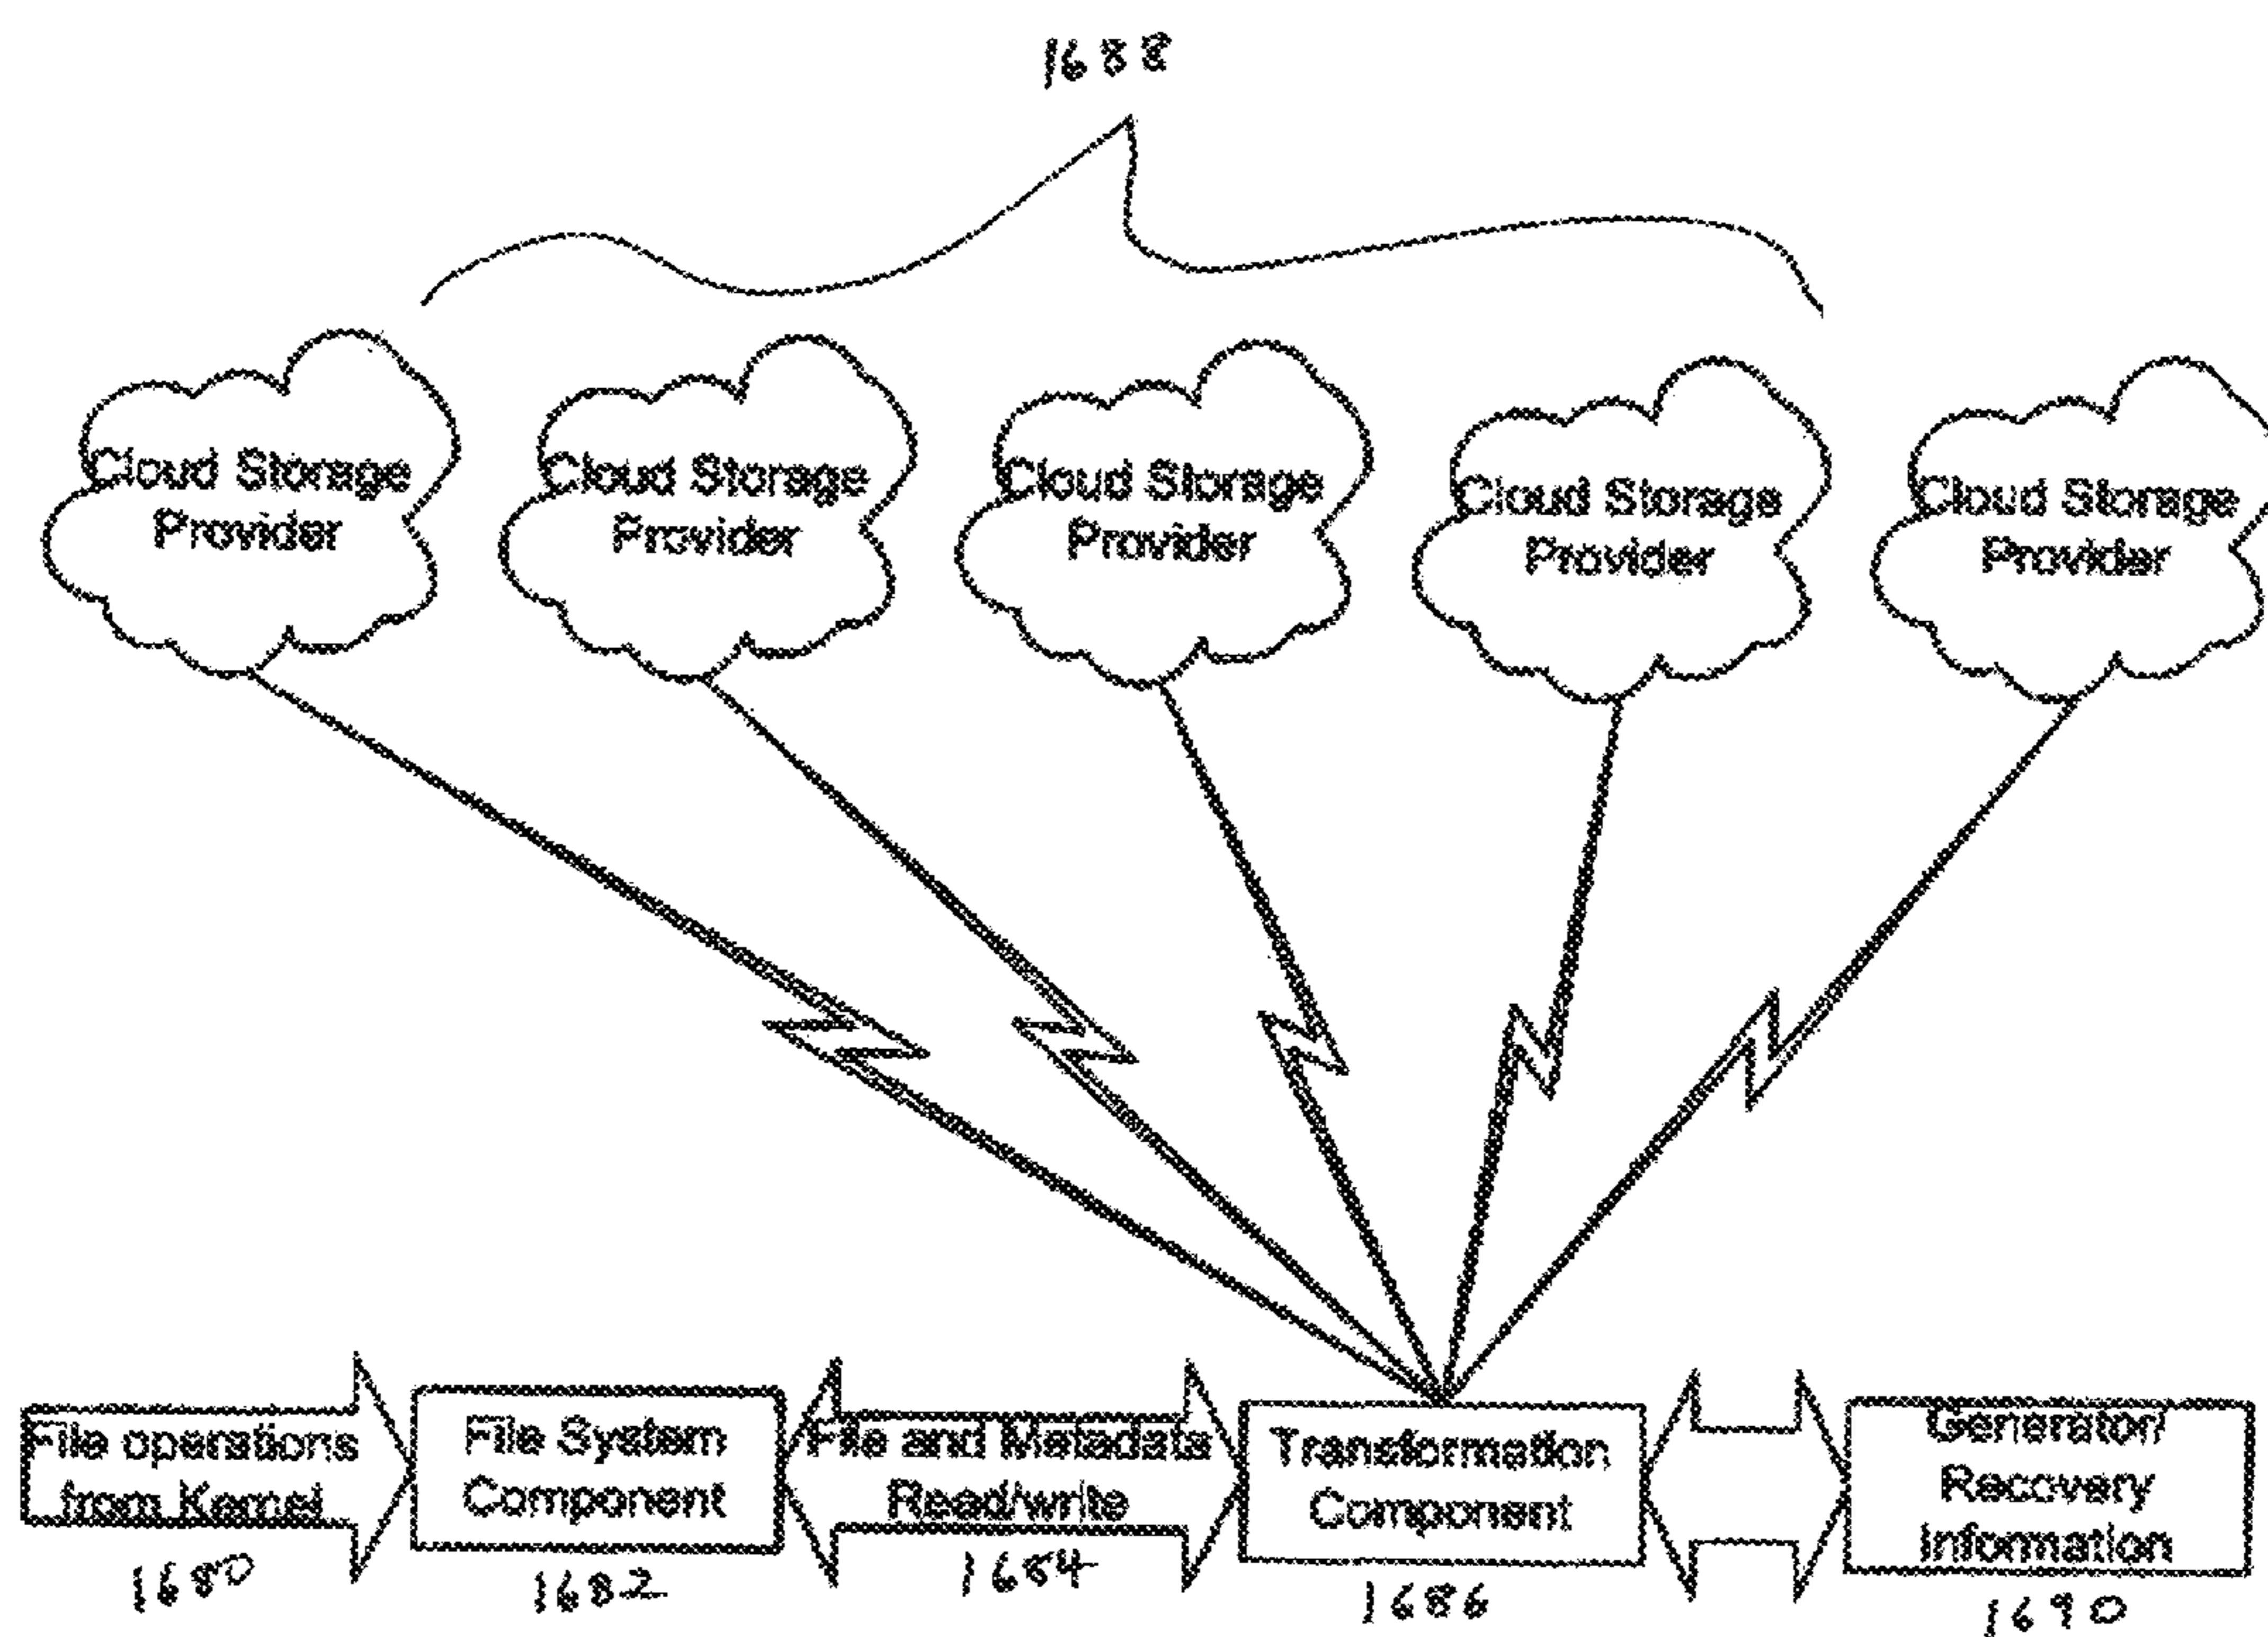 1688
Cloud Storage
Provider
Cloud Storage
Provider
Cloud Storage
Provider
Cloud Storage
Provider
Cloud Storage
Provider
File operations
from Kernel
1680
File System
Component
1682
File and Metadata
Read/write
1684
Transformation
Component
1686
Generator/
Recovery
Information
1690